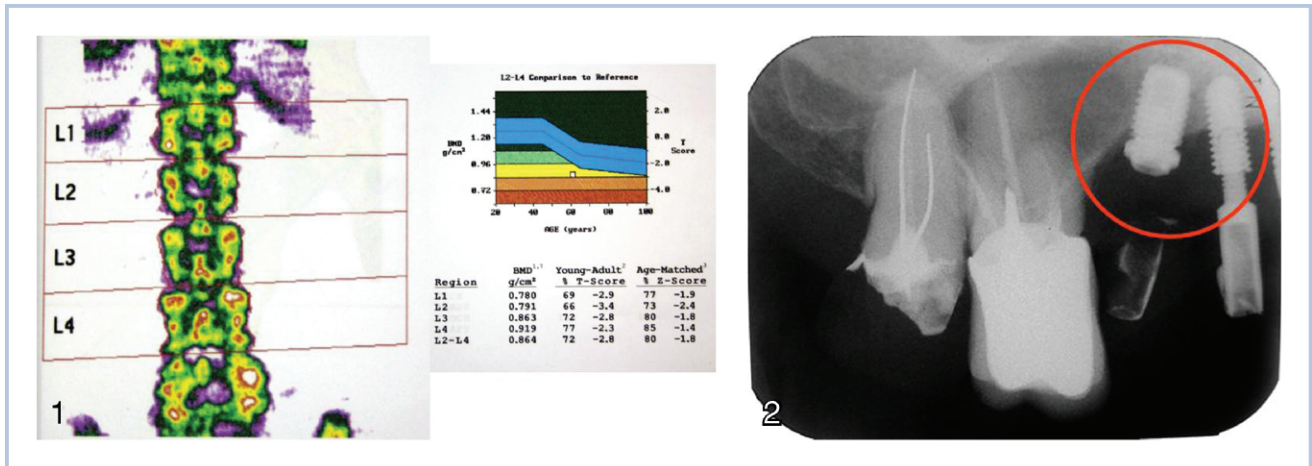 L1
L2
L3
L4
1
L2-L4 Comparison to Reference
1.44
1.20
BMD
g/cm²
0.96
0.72
2.0
0.0
T
Score
-2.0
-4.0
20 40 60 80 100
AGE (years)
BMD¹,⁷ Young-Adult² Age-Matched³
Region g/cm² % T-Score % Z-Score
L1 0.780 69 -2.9 77 -1.9
L2 0.791 66 -3.4 73 -2.4
L3 0.863 72 -2.8 80 -1.8
L4 0.919 77 -2.3 85 -1.4
L2-L4 0.864 72 -2.8 80 -1.8
2